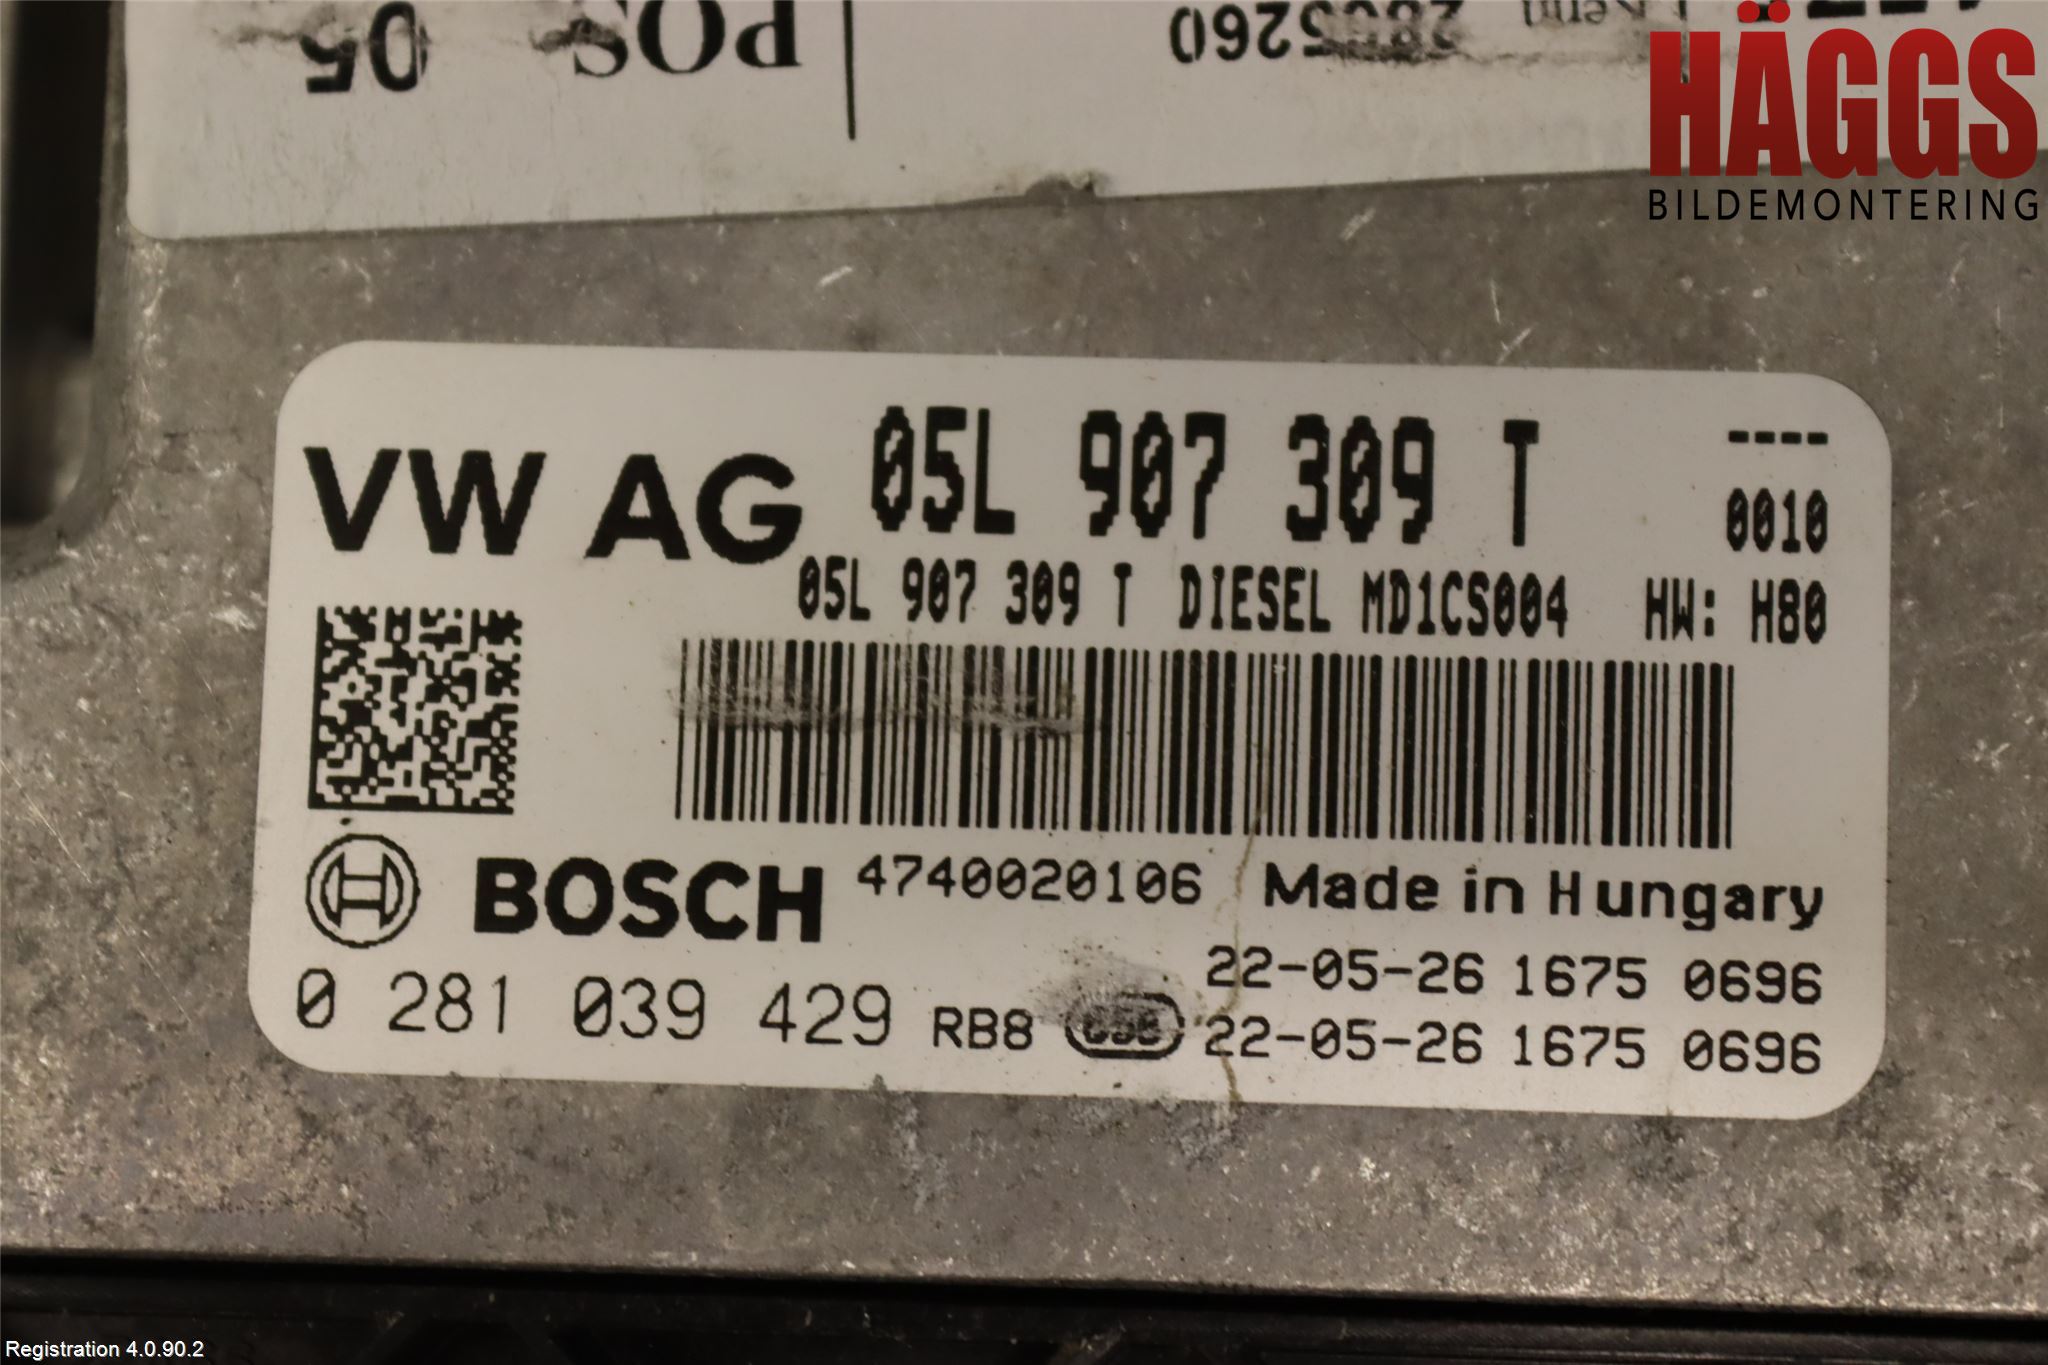 POS 05
260
HÄGGS
BILDEMONTERING
VW AG 05L 907 309 T ----
0010
05L 907 309 T DIESEL MD1CS004 HW: H80
BOSCH 4740020106 Made in Hungary
22-05-26 1675 0696
0 281 039 429 RB8 22-05-26 1675 0696
Registration 4.0.90.2